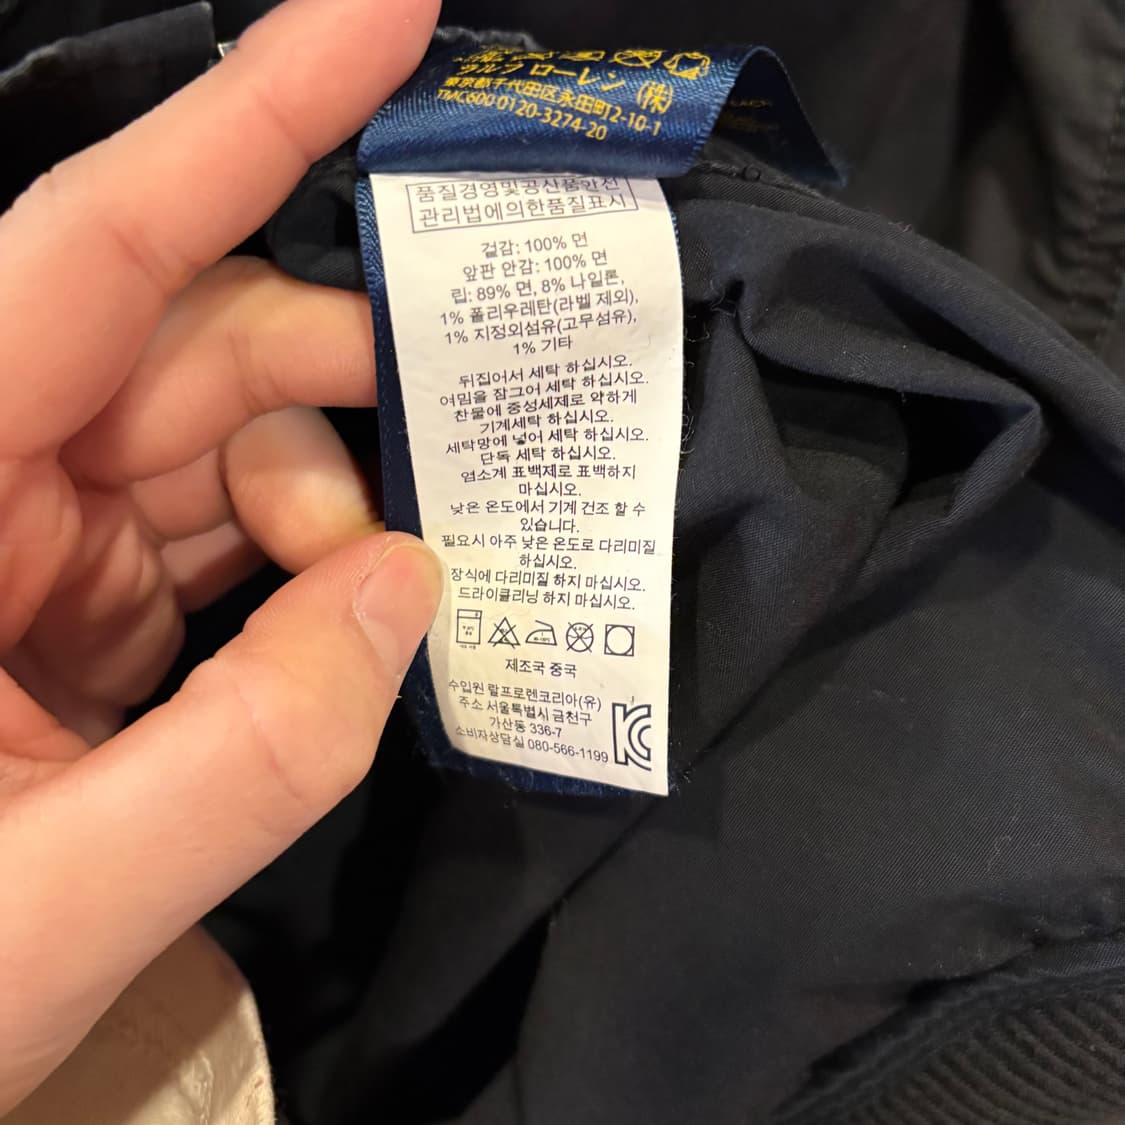 ラルフ ローレン (株)
東京都千代田区永田町2-10-1
TMC600 0120-3274-20
품질경영및공산품안전
관리법에의한품질표시
겉감: 100% 면
앞판 안감: 100% 면
립: 89% 면, 8% 나일론,
1% 폴리우레탄(라벨 제외),
1% 지정외섬유(고무섬유),
1% 기타
뒤집어서 세탁 하십시오.
여밈을 잠그어 세탁 하십시오.
찬물에 중성세제로 약하게
기계세탁 하십시오.
세탁망에 넣어 세탁 하십시오.
단독 세탁 하십시오.
염소계 표백제로 표백하지
마십시오.
낮은 온도에서 기계 건조 할 수
있습니다.
필요시 아주 낮은 온도로 다리미질
하십시오.
장식에 다리미질 하지 마십시오.
드라이클리닝 하지 마십시오.
제조국 중국
수입원 랄프로렌코리아(유)
주소 서울특별시 금천구
가산동 336-7
소비자상담실 080-566-1199